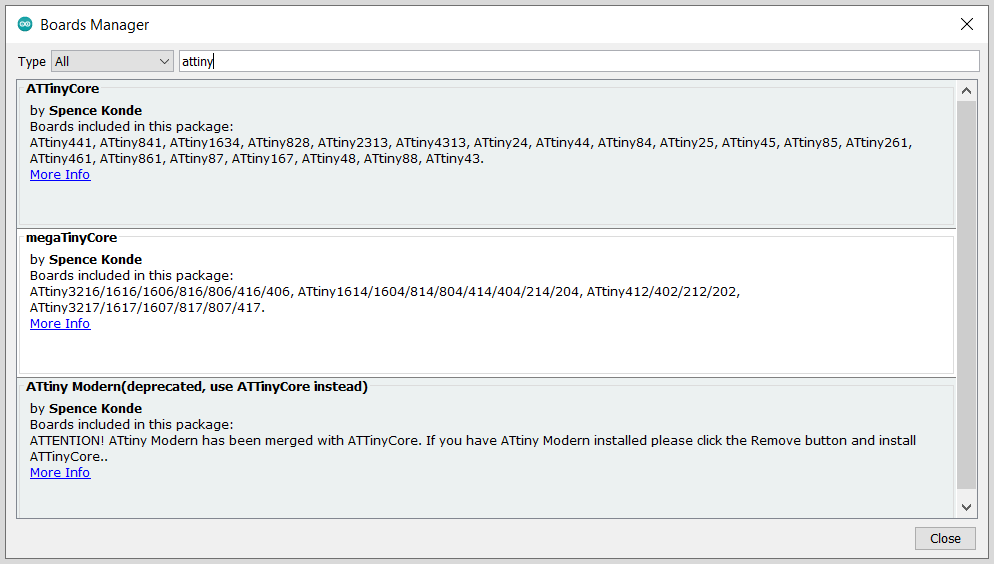 Boards Manager
Type All attiny
ATTinyCore
by Spence Konde
Boards included in this package:
ATtiny441, ATtiny841, ATtiny1634, ATtiny828, ATtiny2313, ATtiny4313, ATtiny24, ATtiny44, ATtiny84, ATtiny25, ATtiny45, ATtiny85, ATtiny261,
ATtiny461, ATtiny861, ATtiny87, ATtiny167, ATtiny48, ATtiny88, ATtiny43.
More Info
megaTinyCore
by Spence Konde
Boards included in this package:
ATtiny3216/1616/1606/816/806/416/406, ATtiny1614/1604/814/804/414/404/214/204, ATtiny412/402/212/202,
ATtiny3217/1617/1607/817/807/417.
More Info
ATtiny Modern(deprecated, use ATTinyCore instead)
by Spence Konde
Boards included in this package:
ATTENTION! ATtiny Modern has been merged with ATTinyCore. If you have ATtiny Modern installed please click the Remove button and install
ATTinyCore..
More Info
Close